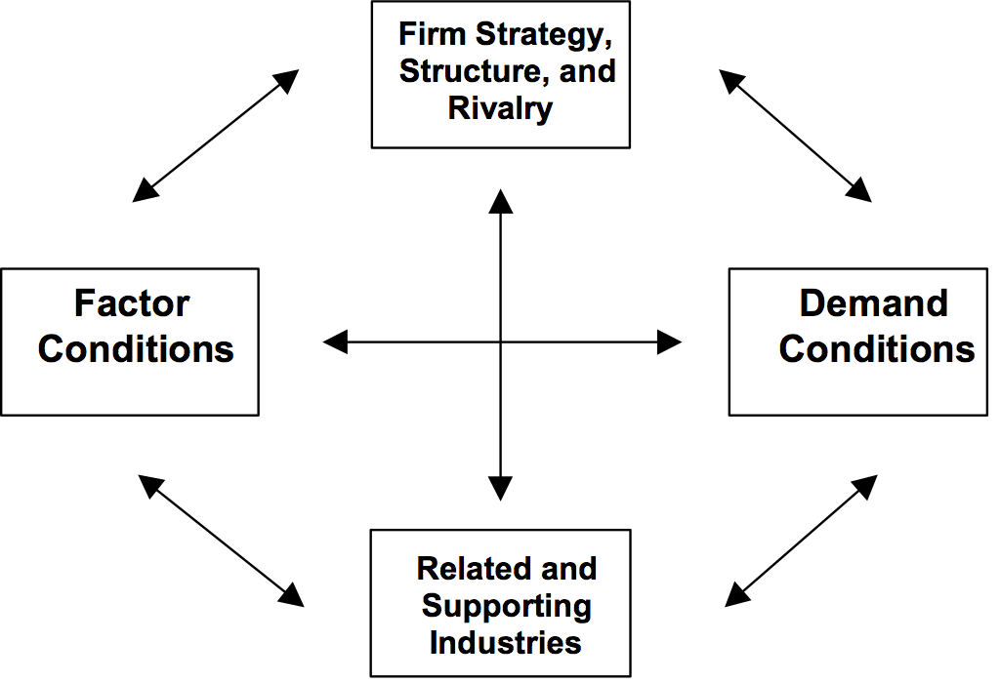 Firm Strategy,
Structure, and
Rivalry
Factor
Conditions
Demand
Conditions
Related and
Supporting
Industries